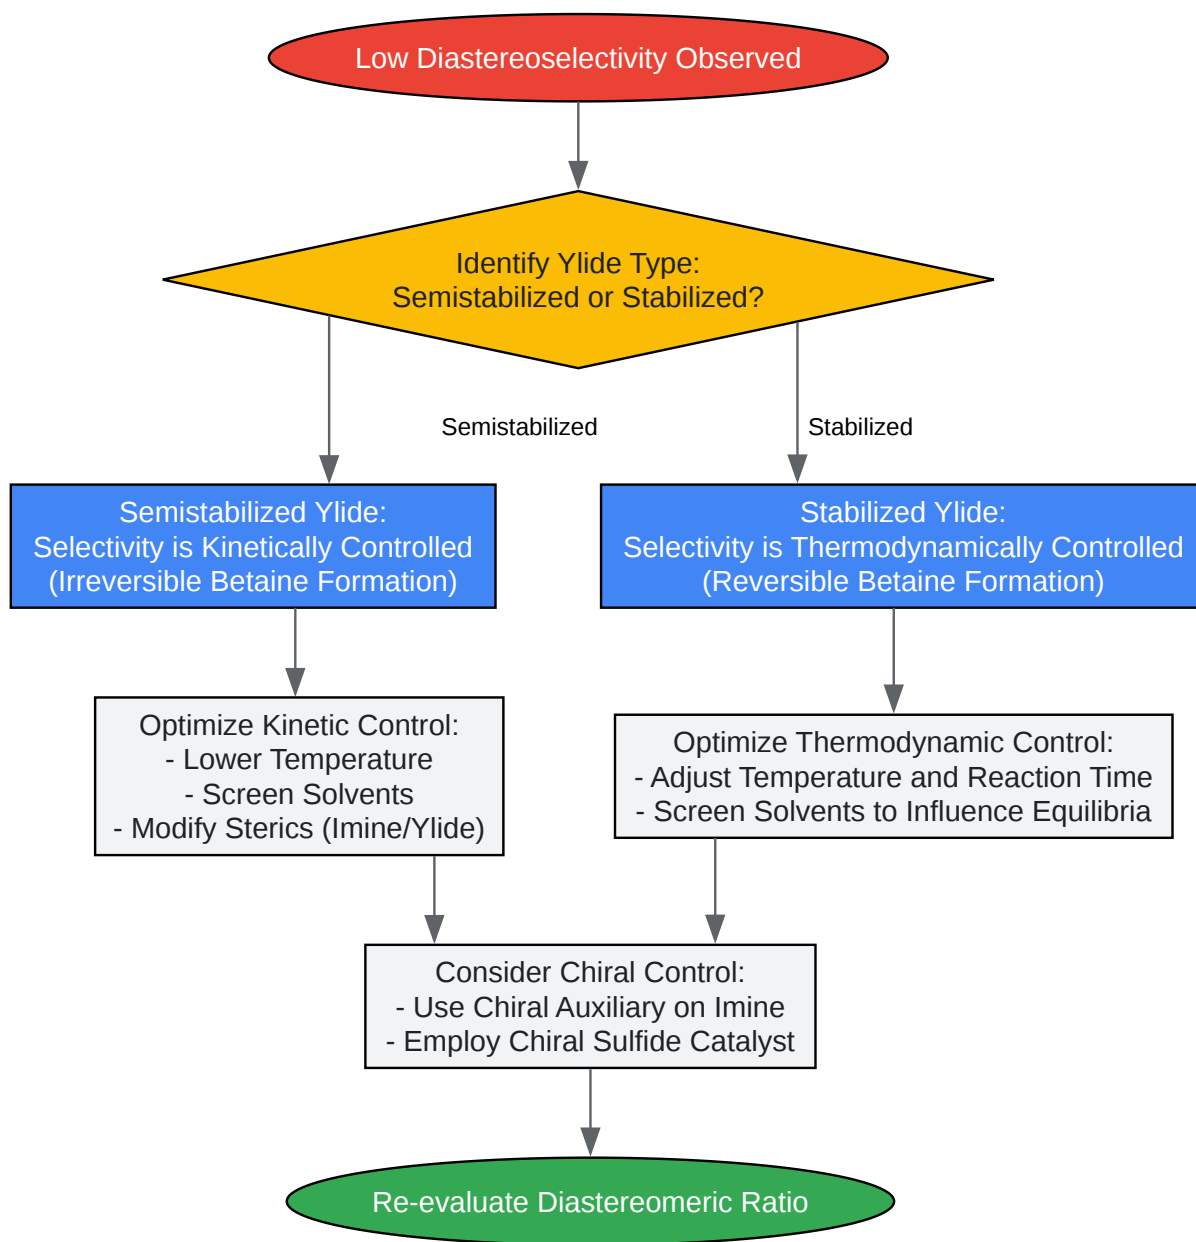 Low Diastereoselectivity Observed
Identify Ylide Type:
Semistabilized or Stabilized?
Semistabilized
Stabilized
Semistabilized Ylide:
Selectivity is Kinetically Controlled
(Irreversible Betaine Formation)
Stabilized Ylide:
Selectivity is Thermodynamically Controlled
(Reversible Betaine Formation)
Optimize Kinetic Control:
- Lower Temperature
- Screen Solvents
- Modify Sterics (Imine/Ylide)
Optimize Thermodynamic Control:
- Adjust Temperature and Reaction Time
- Screen Solvents to Influence Equilibria
Consider Chiral Control:
- Use Chiral Auxiliary on Imine
- Employ Chiral Sulfide Catalyst
Re-evaluate Diastereomeric Ratio